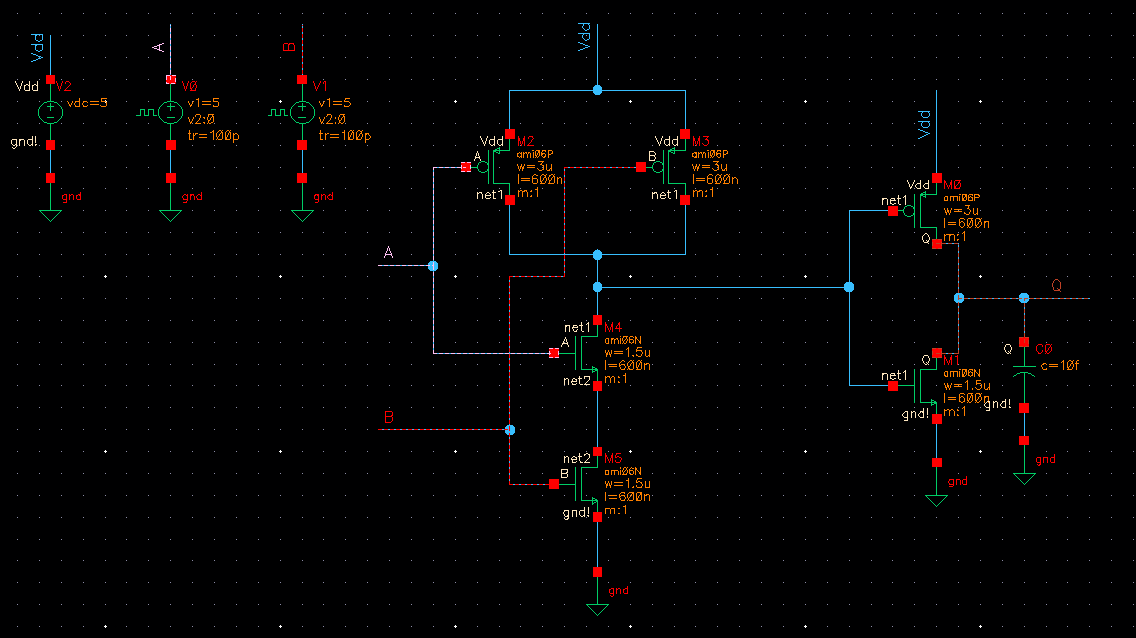 Vdd
Vdd
V2
vdc=5
gnd!
gnd
A
V0
v1=5
v2:0
tr=100p
gnd
B
V1
v1=5
v2:0
tr=100p
gnd
Vdd
Vdd
M2
A
ami06P
w=3u
l=600n
m:1
net1
Vdd
M3
B
ami06P
w=3u
l=600n
m:1
net1
A
net1
M4
A
ami06N
w=1.5u
l=600n
m:1
net2
B
net2
M5
B
ami06N
w=1.5u
l=600n
m:1
gnd!
gnd
Vdd
Vdd
M0
net1
ami06P
w=3u
l=600n
m:1
Q
Q
Q
M1
net1
ami06N
w=1.5u
l=600n
m:1
gnd!
gnd
Q
C0
c=10f
gnd!
gnd